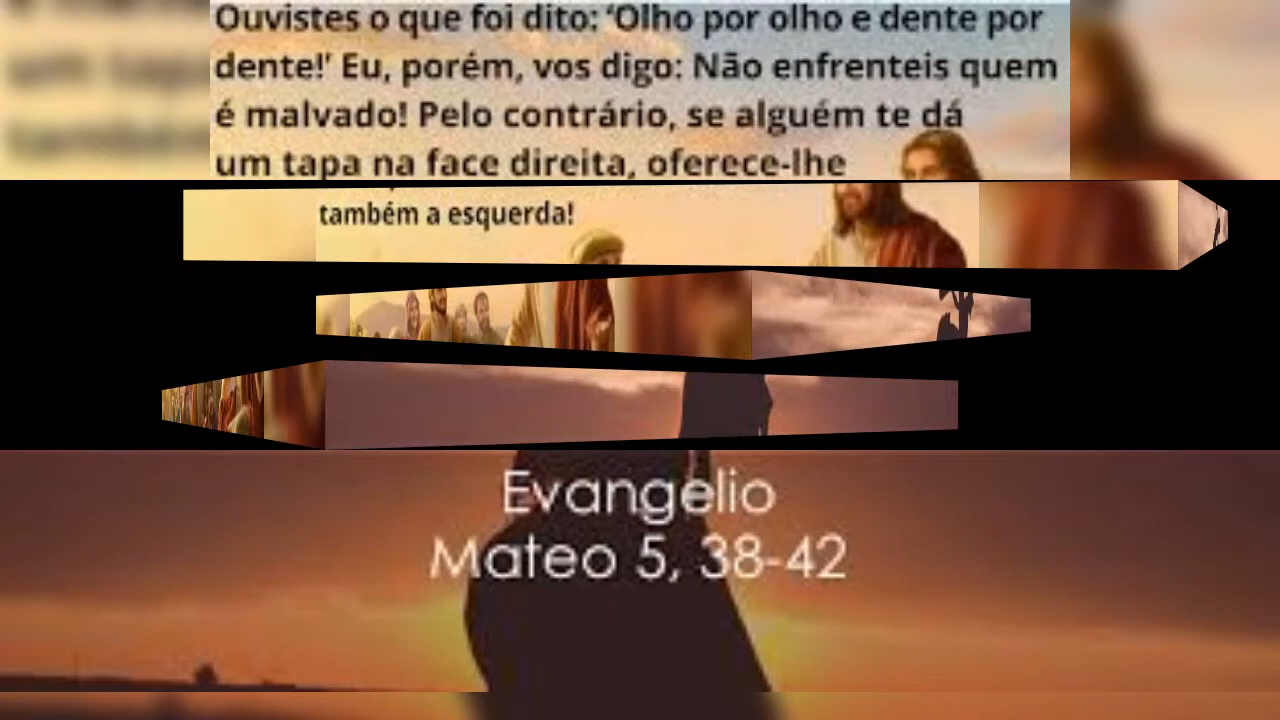 Ouvistes o que foi dito: ‘Olho por olho e dente por
dente!’ Eu, porém, vos digo: Não enfrenteis quem
é malvado! Pelo contrário, se alguém te dá
um tapa na face direita, oferece-lhe
também a esquerda!
Evangelio
Mateo 5, 38-42